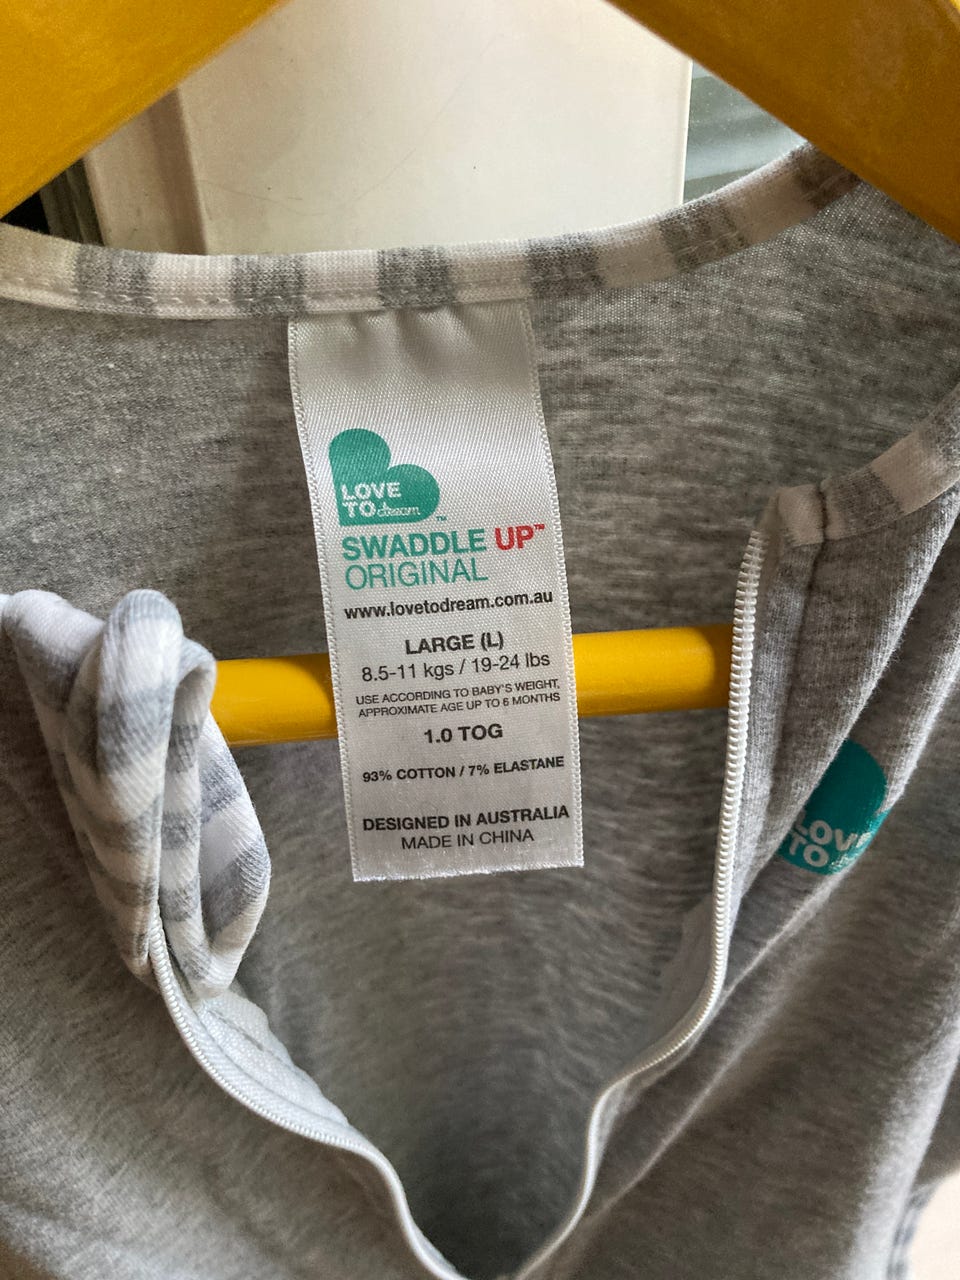 LOVE
TO dream™
SWADDLE UP™
ORIGINAL
www.lovetodream.com.au
LARGE (L)
8.5-11 kgs / 19-24 lbs
USE ACCORDING TO BABY'S WEIGHT,
APPROXIMATE AGE UP TO 6 MONTHS
1.0 TOG
93% COTTON / 7% ELASTANE
DESIGNED IN AUSTRALIA
MADE IN CHINA
LOVE
TO